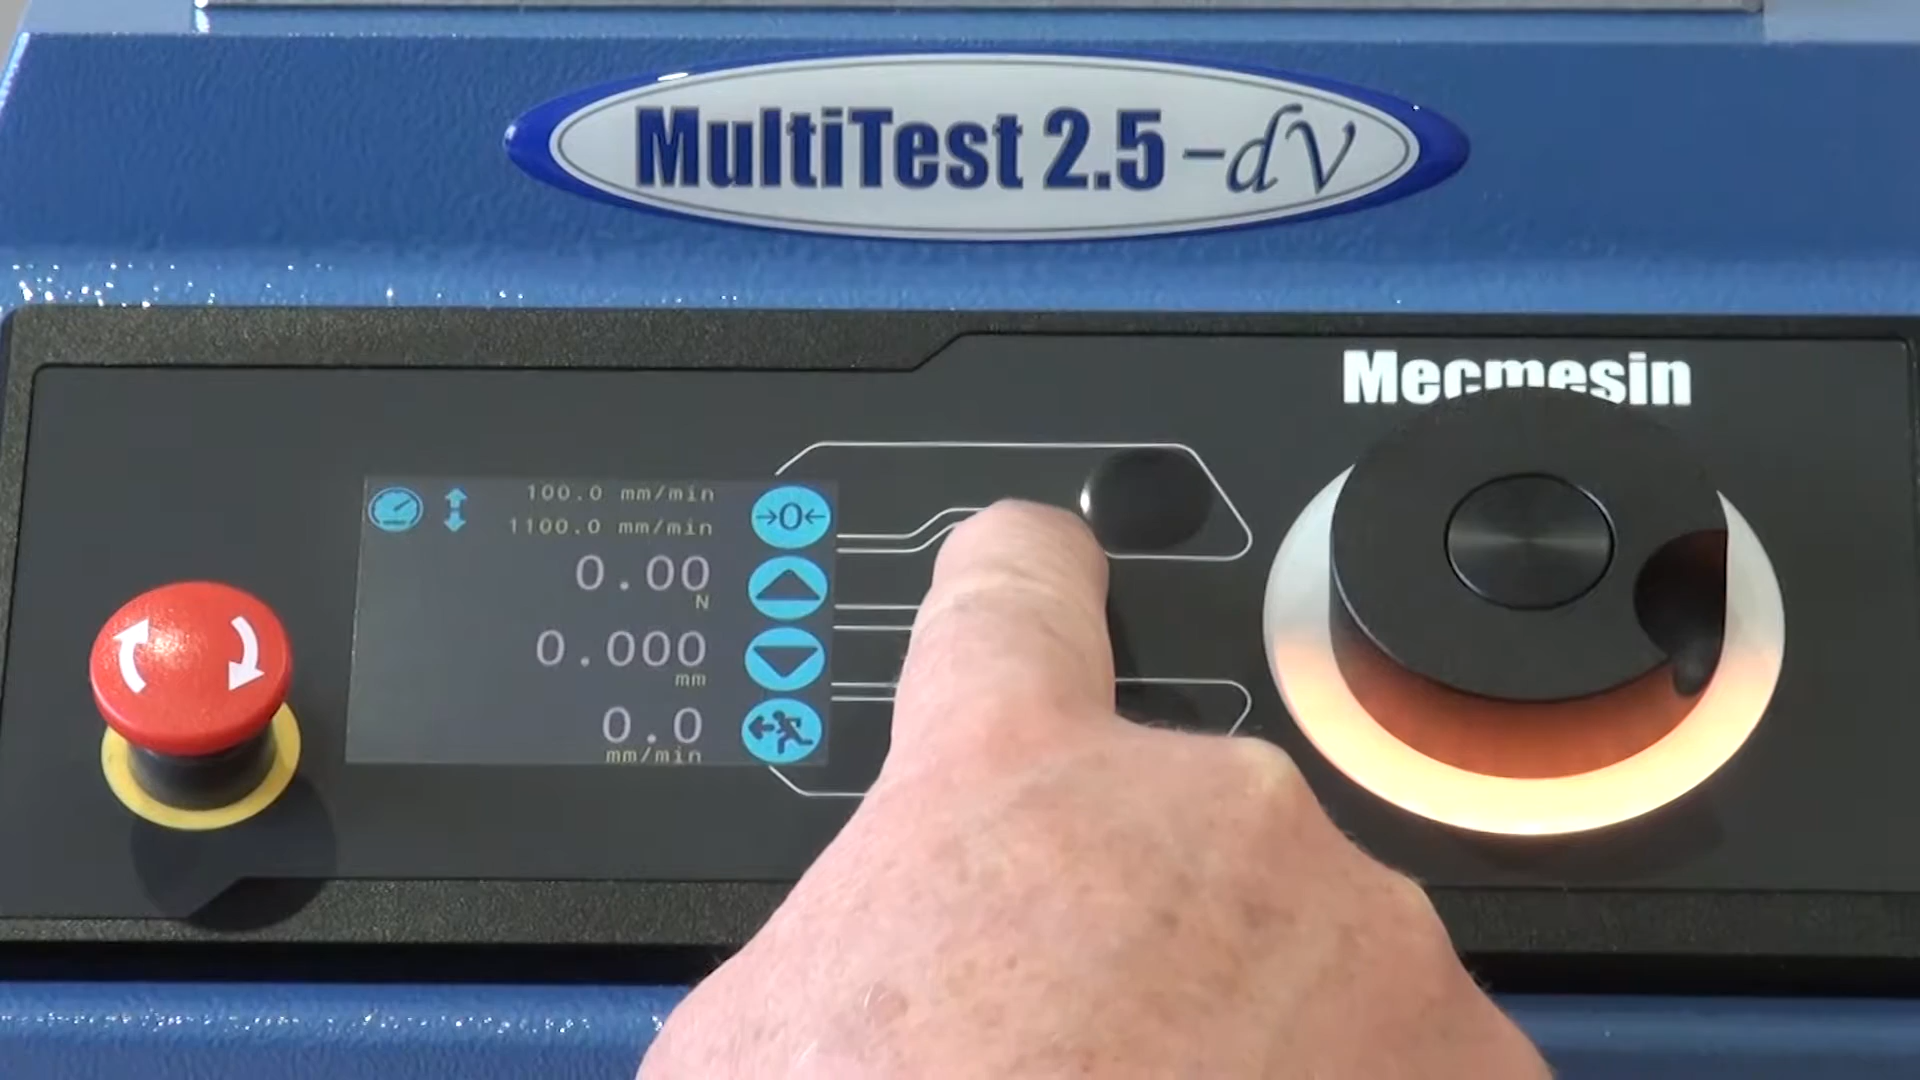 MultiTest 2.5 -dV
Mecmesin
100.0 mm/min
1100.0 mm/min
→0←
0.00
N
0.000
mm
0.0
mm/min